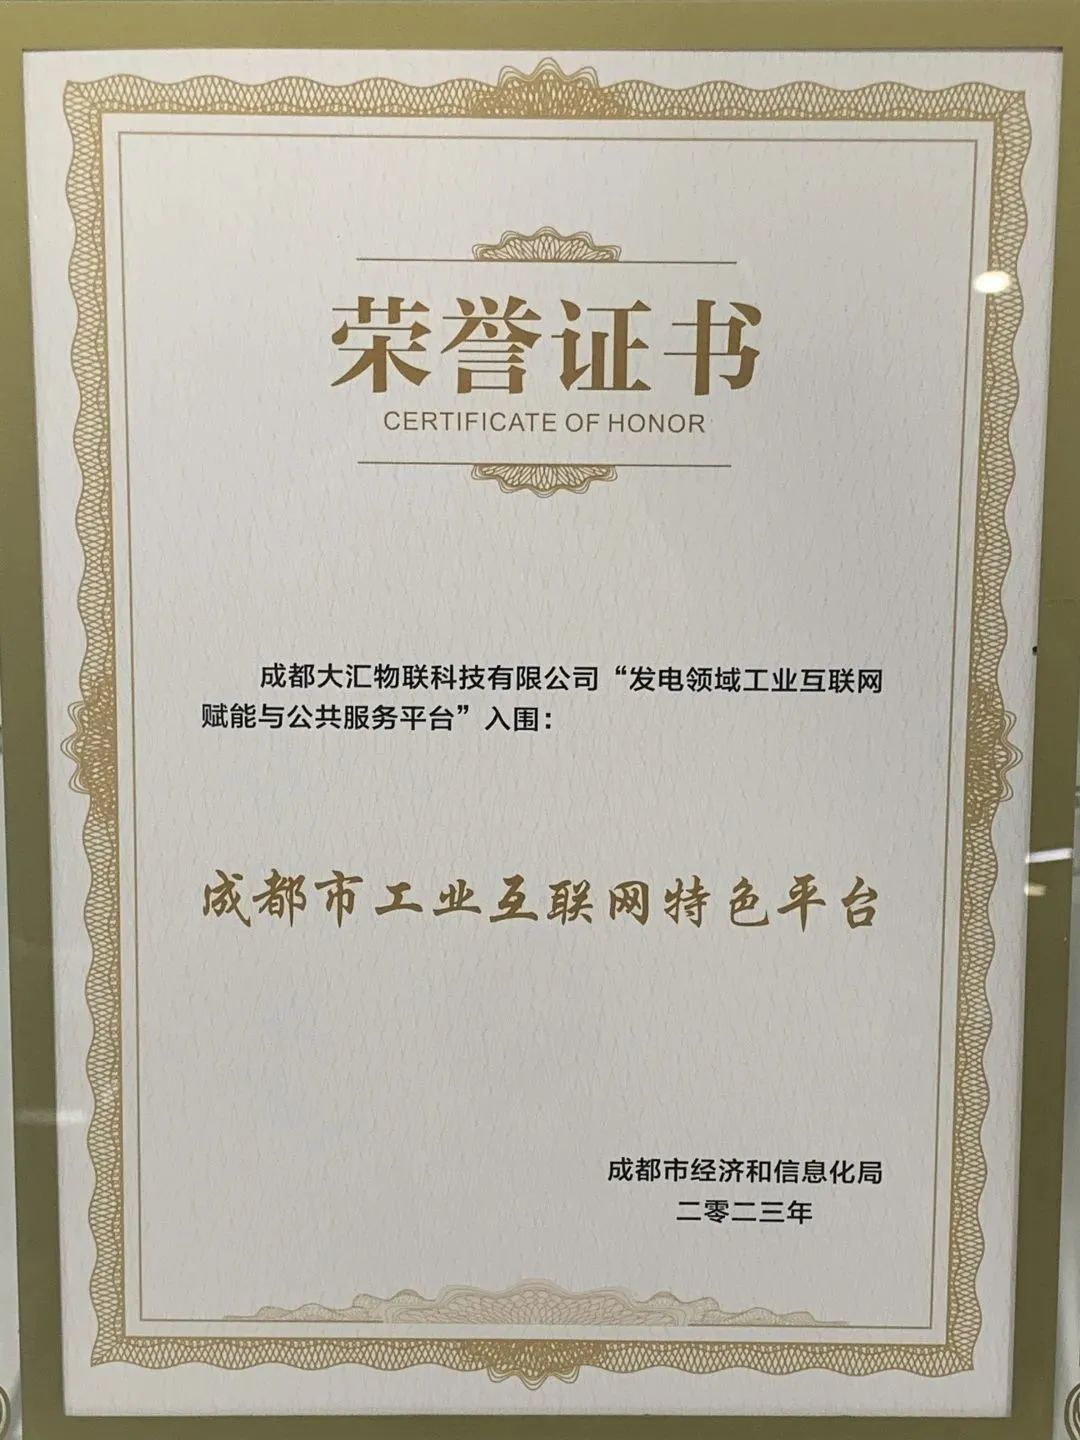 荣誉证书
CERTIFICATE OF HONOR
成都大汇物联科技有限公司“发电领域工业互联网
赋能与公共服务平台”入围：
成都市工业互联网特色平台
成都市经济和信息化局
二零二三年